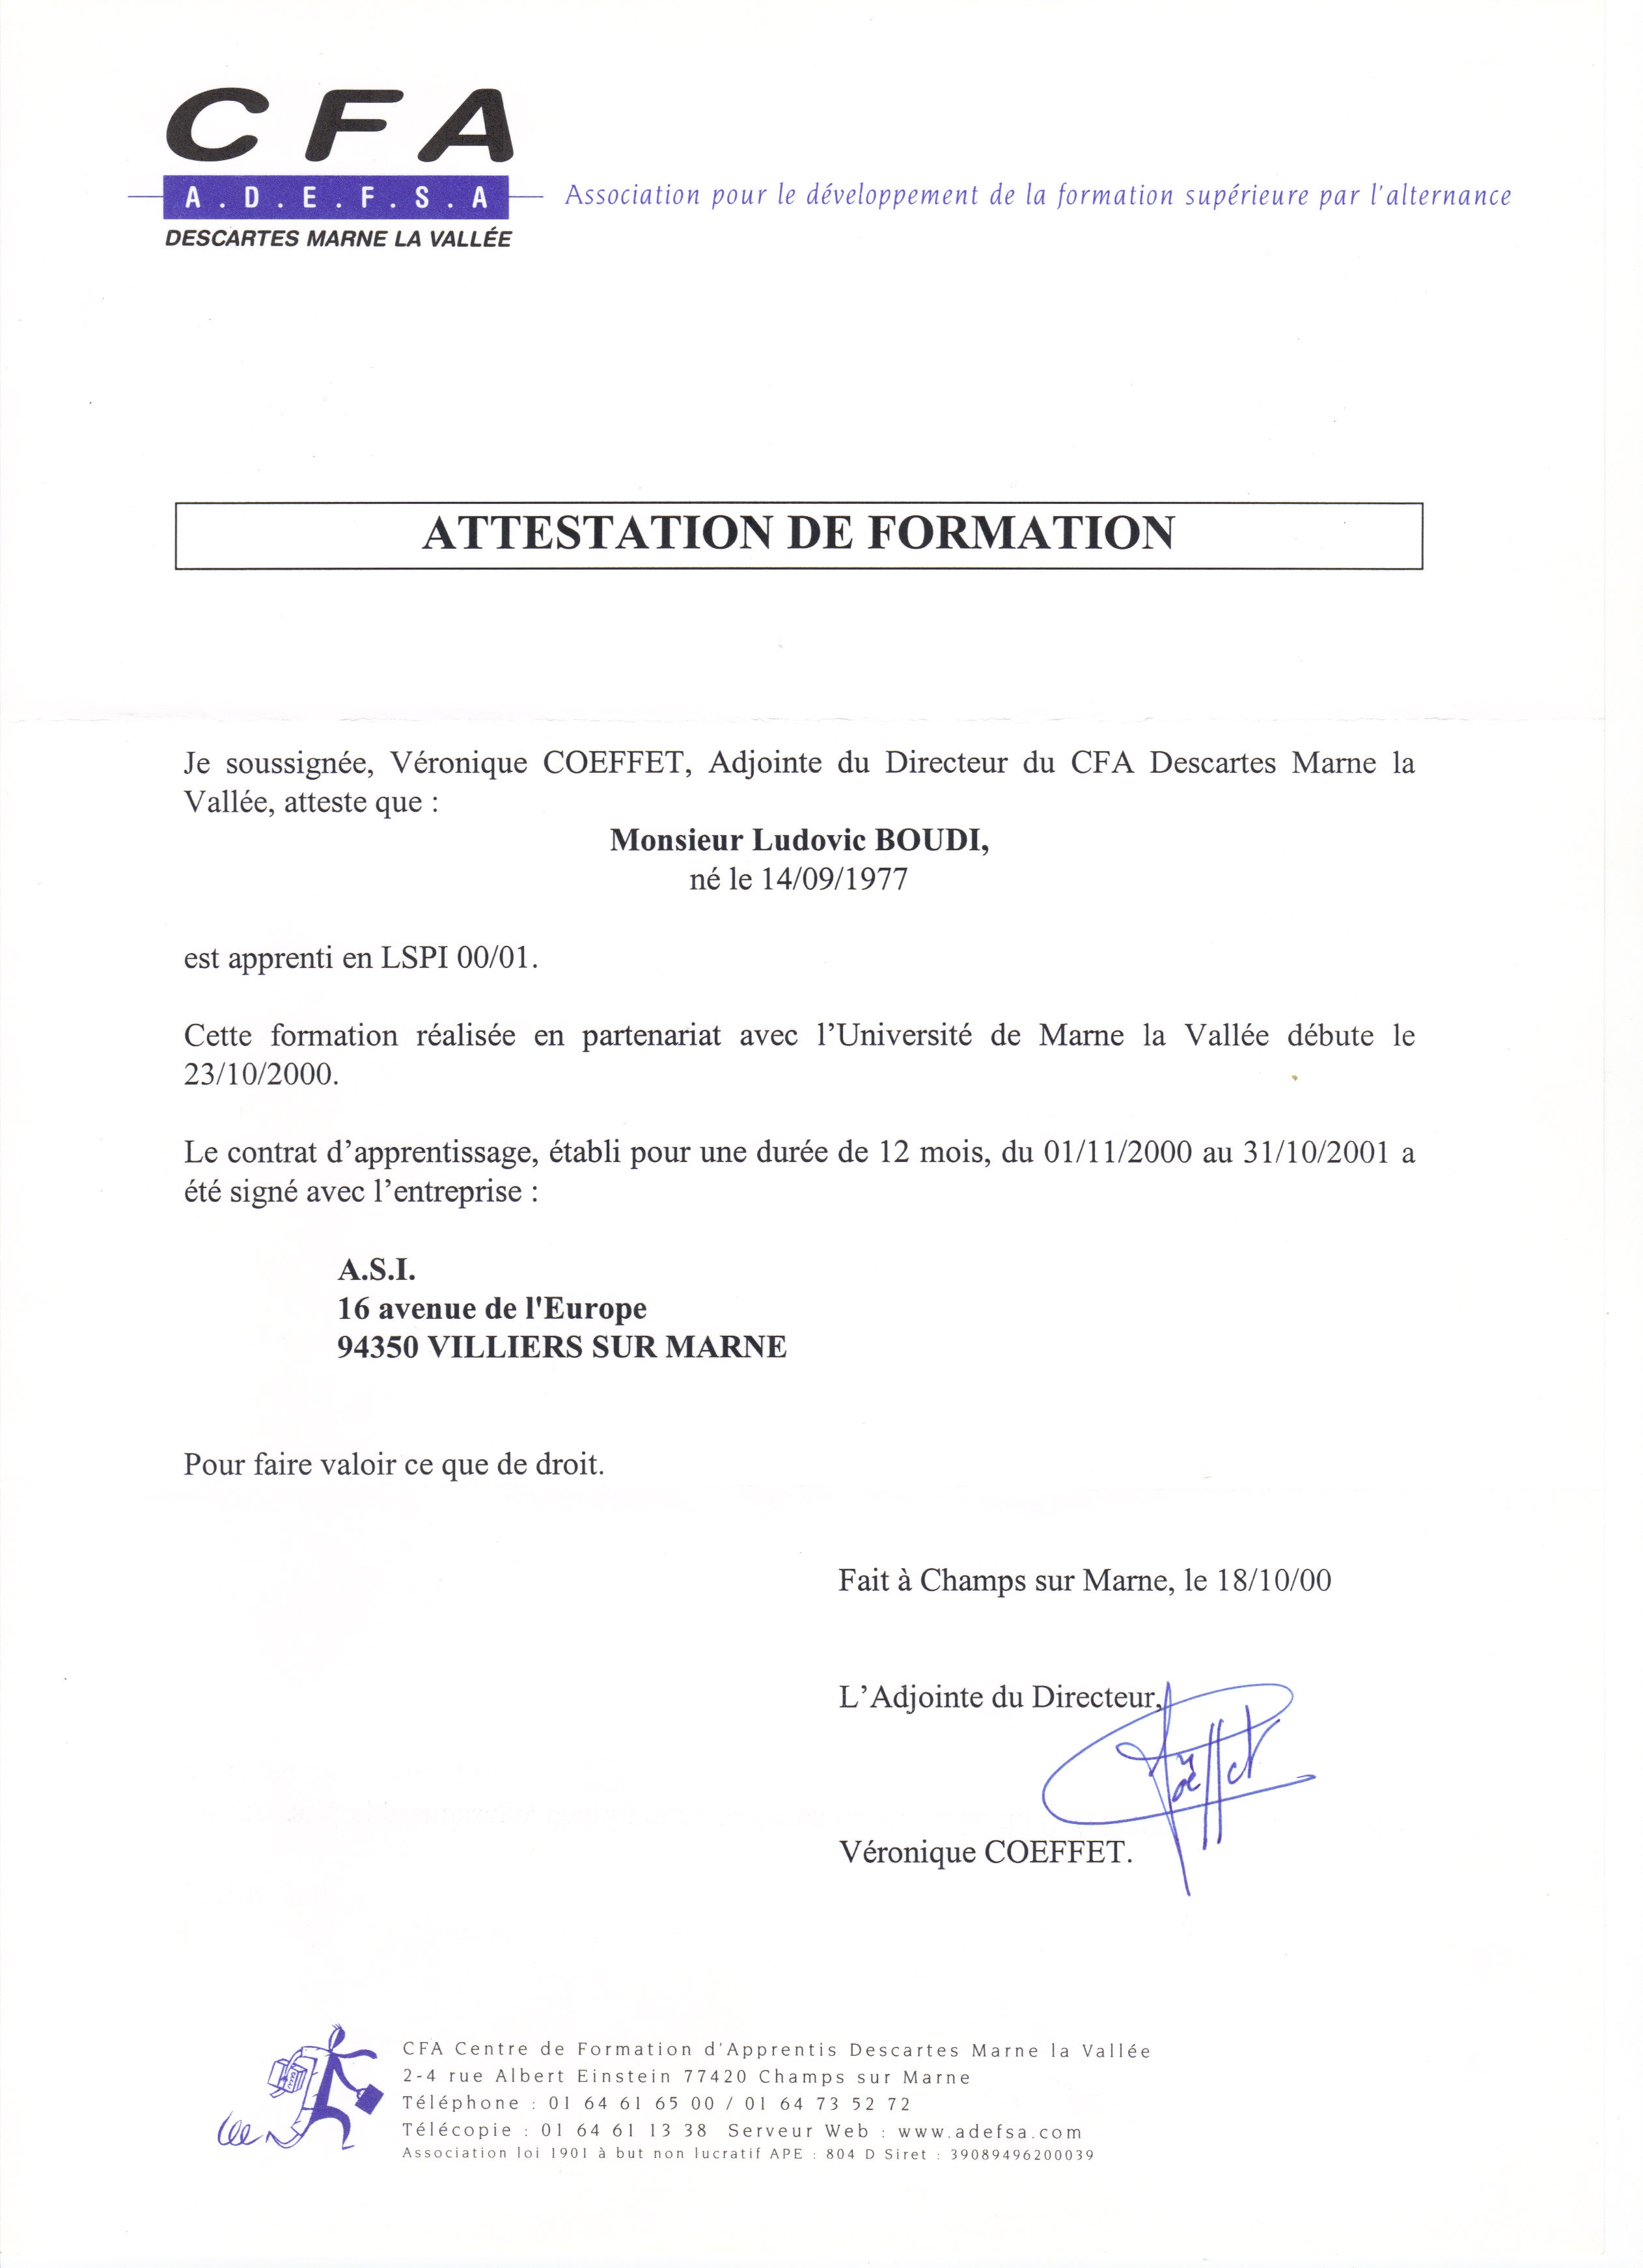 CFA
A.D.E.F.S.A
Association pour le développement de la formation supérieure par l'alternance
DESCARTES MARNE LA VALLÉE
ATTESTATION DE FORMATION
Je soussignée, Véronique COEFFET, Adjointe du Directeur du CFA Descartes Marne la
Vallée, atteste que :
Monsieur Ludovic BOUDI,
né le 14/09/1977
est apprenti en LSPI 00/01.
Cette formation réalisée en partenariat avec l'Université de Marne la Vallée débute le
23/10/2000.
Le contrat d'apprentissage, établi pour une durée de 12 mois, du 01/11/2000 au 31/10/2001 a
été signé avec l'entreprise :
A.S.I.
16 avenue de l'Europe
94350 VILLIERS SUR MARNE
Pour faire valoir ce que de droit.
Fait à Champs sur Marne, le 18/10/00
L'Adjointe du Directeur,
Véronique COEFFET.
CFA Centre de Formation d'Apprentis Descartes Marne la Vallée
2-4 rue Albert Einstein 77420 Champs sur Marne
Téléphone : 01 64 61 65 00 / 01 64 73 52 72
Télécopie : 01 64 61 13 38 Serveur Web : www.adefsa.com
Association loi 1901 à but non lucratif APE : 804 D Siret : 39089496200039